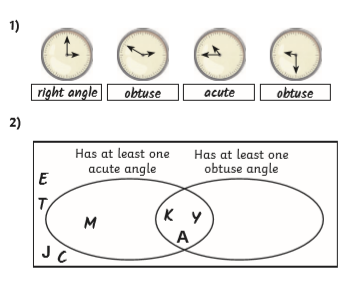 1)
right angle obtuse acute obtuse
2)
Has at least one acute angle
Has at least one obtuse angle
E
T
M
K Y
A
J C